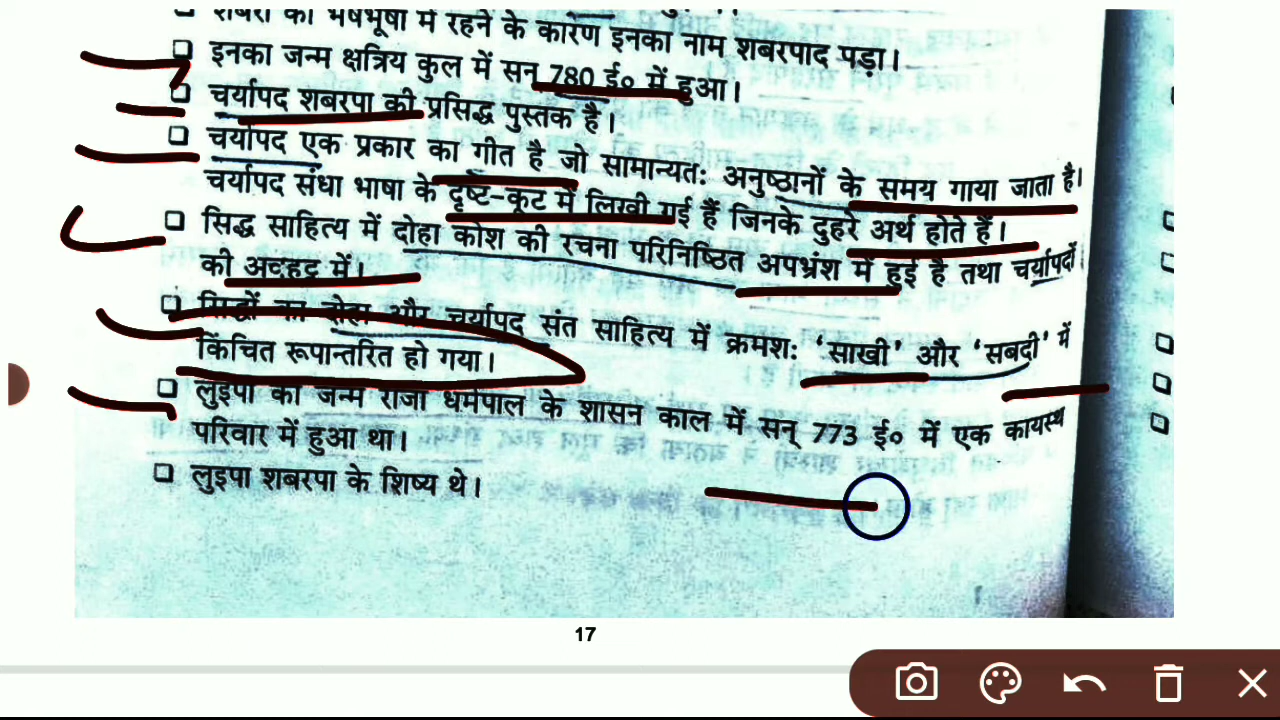 शबरों की भेषभूषा में रहने के कारण इनका नाम शबरपाद पड़ा।
❑ इनका जन्म क्षत्रिय कुल में सन् 780 ई० में हुआ।
❑ चर्यापद शबरपा की प्रसिद्ध पुस्तक है।
❑ चर्यापद एक प्रकार का गीत है जो सामान्यत: अनुष्ठानों के समय गाया जाता है।
चर्यापद संधा भाषा के दृष्ट-कूट में लिखी गई हैं जिनके दुहरे अर्थ होते हैं।
❑ सिद्ध साहित्य में दोहा कोश की रचना परिनिष्ठित अपभ्रंश में हुई है तथा चर्यापदों
की अवहट्ट में।
❑ सिद्धों का दोहा और चर्यापद संत साहित्य में क्रमश: ‘साखी’ और ‘सबदी’ में
किंचित रूपान्तरित हो गया।
❑ लुइपा का जन्म राजा धर्मपाल के शासन काल में सन् 773 ई० में एक कायस्थ
परिवार में हुआ था।
❑ लुइपा शबरपा के शिष्य थे।
17